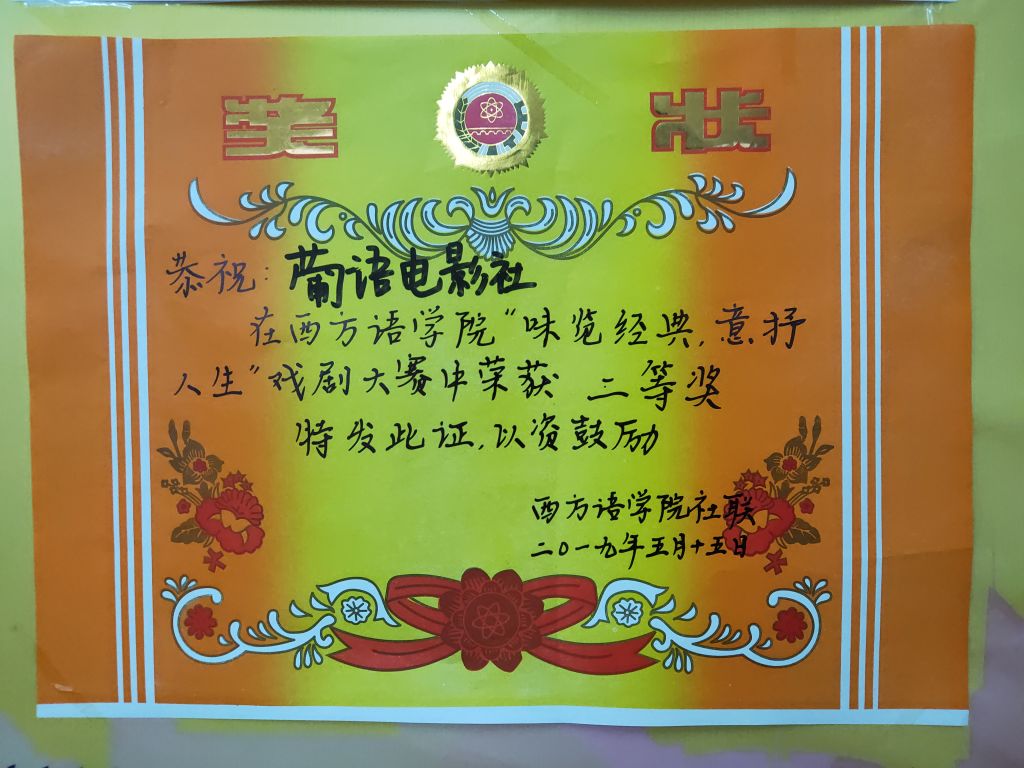 奖状
恭祝：葡语电影社
在西方语学院“味览经典，意抒
人生”戏剧大赛中荣获 二等奖
特发此证，以资鼓励
西方语学院社联
二〇一九年五月十五日